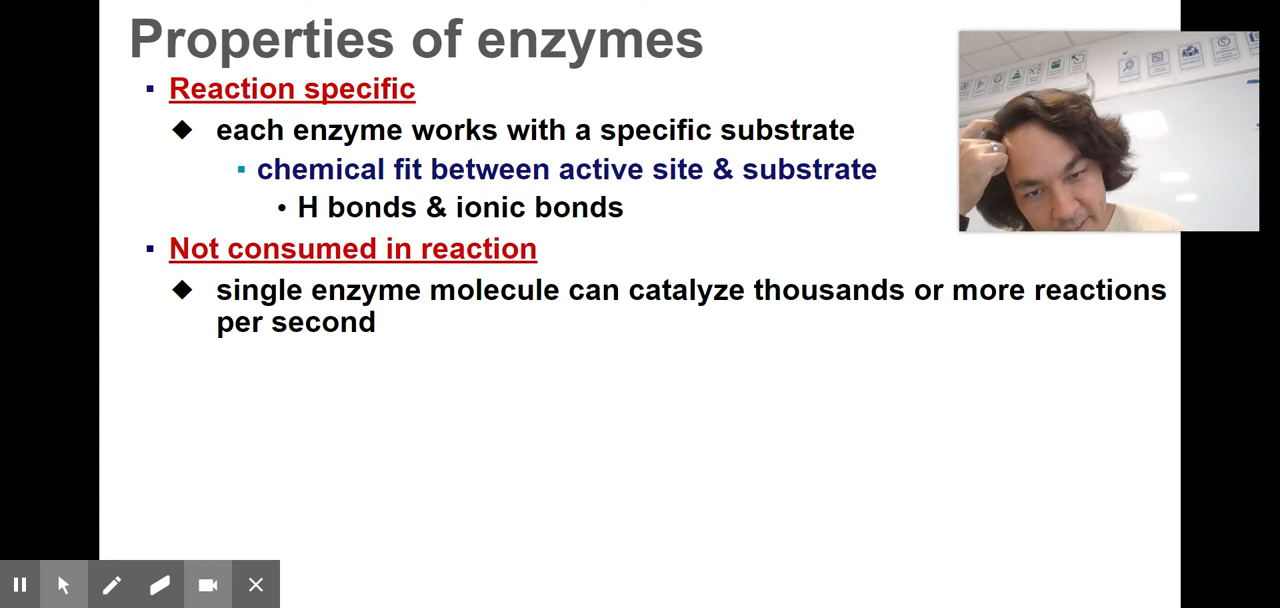 Properties of enzymes
Reaction specific
each enzyme works with a specific substrate
chemical fit between active site & substrate
H bonds & ionic bonds
Not consumed in reaction
single enzyme molecule can catalyze thousands or more reactions
per second